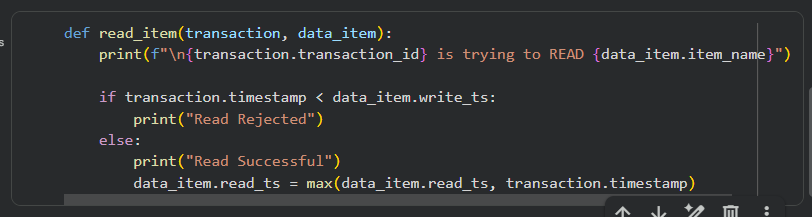 s
def read_item(transaction, data_item):
    print(f"\n{transaction.transaction_id} is trying to READ {data_item.item_name}")
    if transaction.timestamp < data_item.write_ts:
        print("Read Rejected")
    else:
        print("Read Successful")
        data_item.read_ts = max(data_item.read_ts, transaction.timestamp)